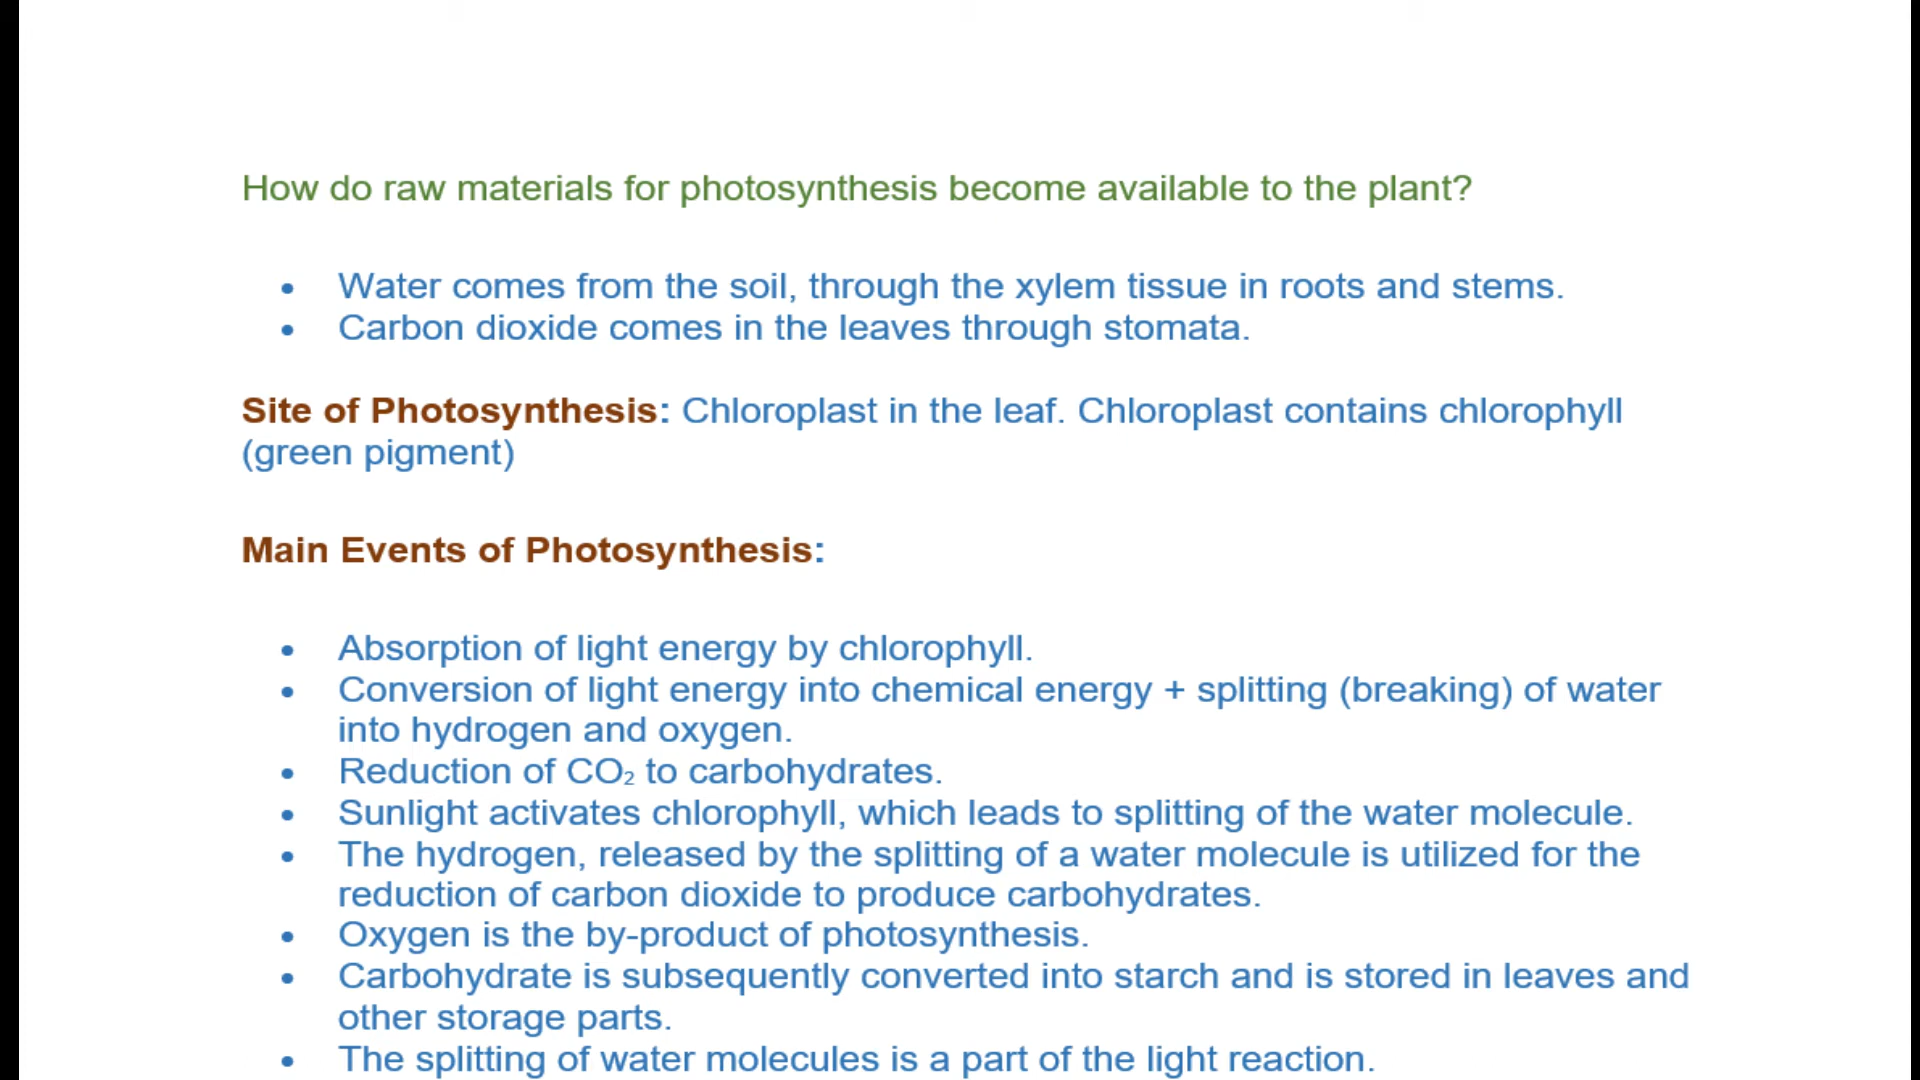 How do raw materials for photosynthesis become available to the plant?
• Water comes from the soil, through the xylem tissue in roots and stems.
• Carbon dioxide comes in the leaves through stomata.
Site of Photosynthesis: Chloroplast in the leaf. Chloroplast contains chlorophyll
(green pigment)
Main Events of Photosynthesis:
• Absorption of light energy by chlorophyll.
• Conversion of light energy into chemical energy + splitting (breaking) of water
into hydrogen and oxygen.
• Reduction of CO₂ to carbohydrates.
• Sunlight activates chlorophyll, which leads to splitting of the water molecule.
• The hydrogen, released by the splitting of a water molecule is utilized for the
reduction of carbon dioxide to produce carbohydrates.
• Oxygen is the by-product of photosynthesis.
• Carbohydrate is subsequently converted into starch and is stored in leaves and
other storage parts.
• The splitting of water molecules is a part of the light reaction.